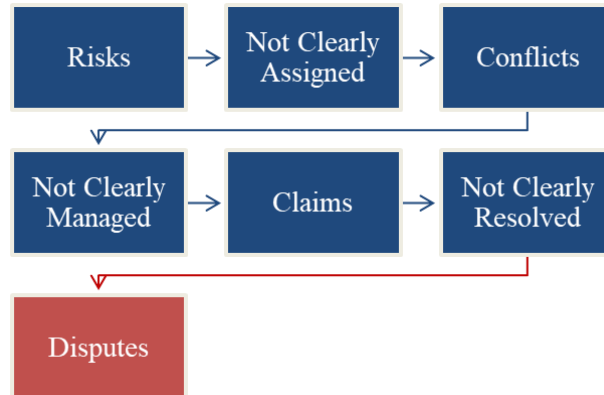 Risks
Not Clearly
Assigned
Conflicts
Not Clearly
Managed
Claims
Not Clearly
Resolved
Disputes